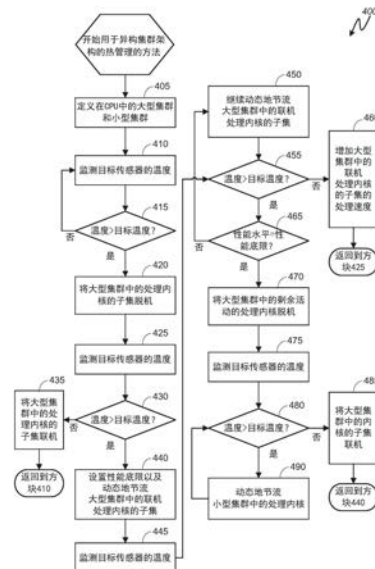 400
开始用于异构集群架
构的热管理的方法
405
定义在CPU中的大型集群
和小型集群
410
监测目标传感器的温度
415
温度>目标温度?
否
是
420
将大型集群中的处理内
核的子集脱机
425
监测目标传感器的温度
430
温度>目标温度?
否
是
435
将大型集
群中的处
理内核的
子集联机
返回到方
块410
440
设置性能底限以及
动态地节流
大型集群中的联机
处理内核的子集
445
监测目标传感器的温度
450
继续动态地节流
大型集群中的联机
处理内核的子集
455
温度>目标温度?
否
是
460
增加大型
集群中的
联机
处理内核
的子集的
处理速度
返回到方
块425
465
性能水平=性
能底限?
否
是
470
将大型集群中的剩余活
动的处理内核脱机
475
监测目标传感器的温度
480
温度>目标温度?
否
是
485
将大型集
群中的内
核的子集
联机
返回到方
块440
490
动态地节流
小型集群中的处理内核